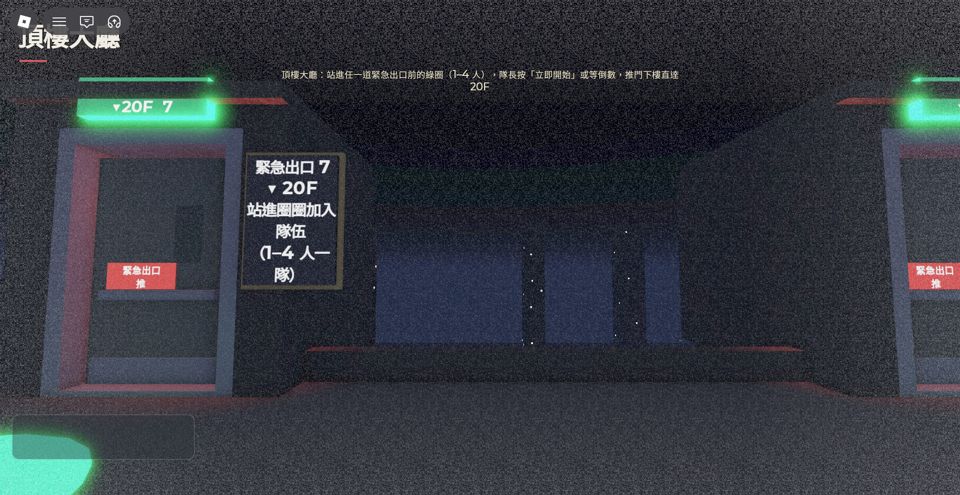 頂樓大廳
頂樓大廳：站進任一道緊急出口前的綠圈（1–4 人），隊長按「立即開始」或等倒數，推門下樓直達
20F
▼20F 7
緊急出口 7
▼ 20F
站進圈圈加入
隊伍
（1–4 人一
隊）
緊急出口
推
緊急出口
推